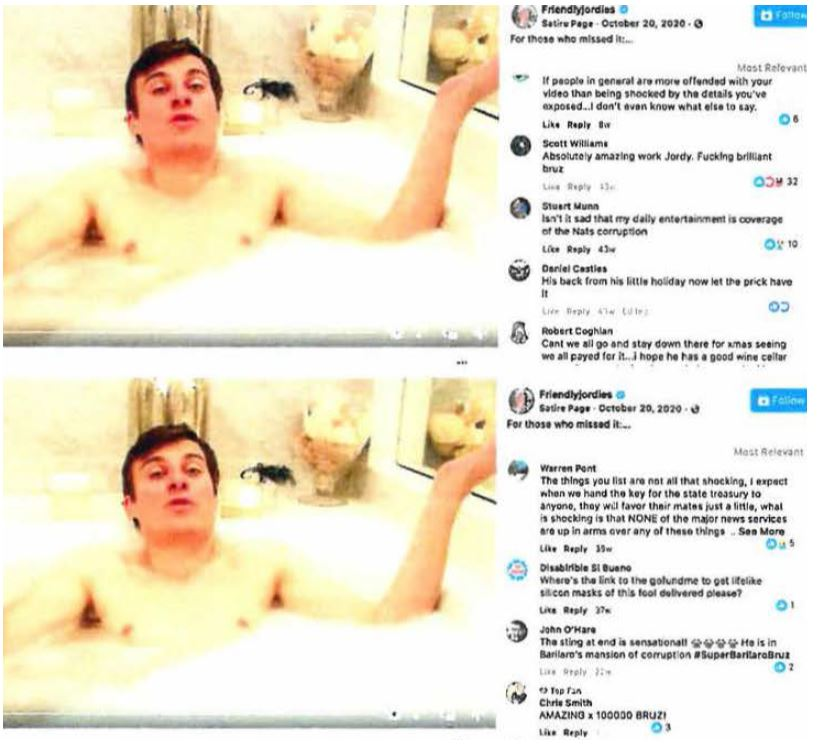 Friendlyjordies
Satire Page · October 20, 2020 ·
Follow
For those who missed it:...
Most Relevant
If people in general are more offended with your
video than being shocked by the details you've
exposed...I don't even know what else to say.
Like Reply 8w
6
Scott Williams
Absolutely amazing work Jordy. Fucking brilliant
bruz
Like Reply 43w
32
Stuart Munn
Isn't it sad that my daily entertainment is coverage
of the Nats corruption
Like Reply 43w
10
Daniel Castles
His back from his little holiday now let the prick have
it
Like Reply 41w Edited
Robert Coghlan
Cant we all go and stay down there for xmas seeing
we all payed for it...i hope he has a good wine cellar
...
Friendlyjordies
Satire Page · October 20, 2020 ·
Follow
For those who missed it:...
Most Relevant
Warren Pont
The things you list are not all that shocking, I expect
when we hand the key for the state treasury to
anyone, they will favor their mates just a little, what
is shocking is that NONE of the major news services
are up in arms over any of these things .. See More
Like Reply 39w
5
Disabirible Si Bueno
Where's the link to the gofundme to get lifelike
silicon masks of this fool delivered please?
Like Reply 37w
1
John O'Hare
The sting at end is sensational! He is in
Barilaro's mansion of corruption #SuperBarilaroBruz
Like Reply 22w
2
Top Fan
Chris Smith
AMAZING x 100000 BRUZ!
Like Reply
3